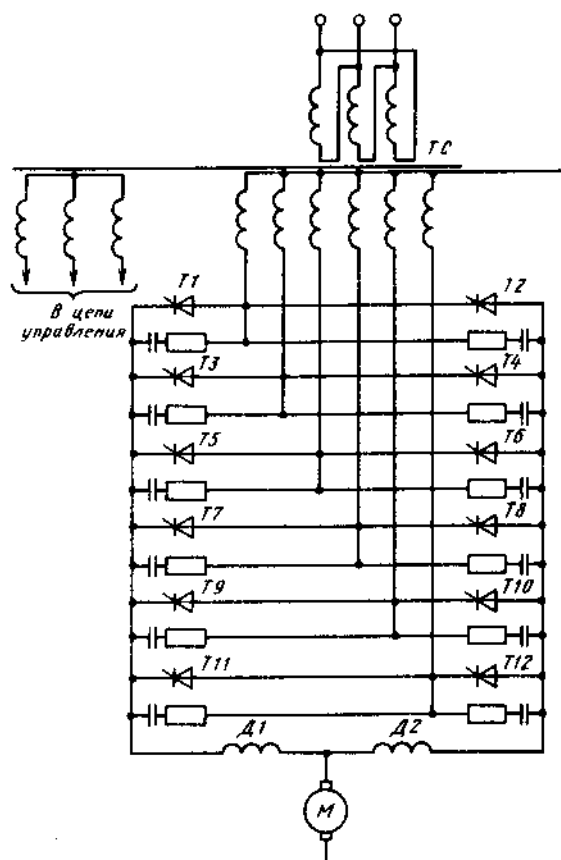 ТС
Т1
Т2
В цепи
управления
Т3
Т4
Т5
Т6
Т7
Т8
Т9
Т10
Т11
Т12
Д1
Д2
М